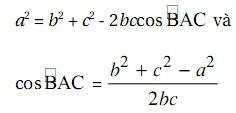 a² = b² + c² - 2bccos BAC và
cos BAC = (b² + c² − a²) / 2bc